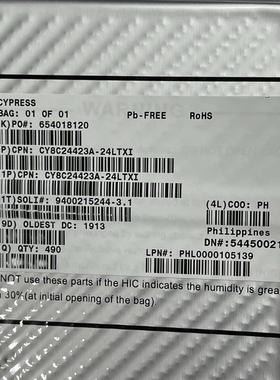 CYPRESS
BAG: 01 OF 01 Pb-FREE RoHS
K)PO#: 654018120
P)CPN: CY8C24423A-24LTXI
1P)CPN: CY8C24423A-24LTXI
1T)SOLI#: 9400215244-3.1 (4L)COO: PH
9D) OLDEST DC: 1913 Philippines
DN#:54450021
Q) QTY: 490 LPN#: PHL0000105139
NOT use these parts if the HIC indicates the humidity is grea
n 30%(at initial opening of the bag).